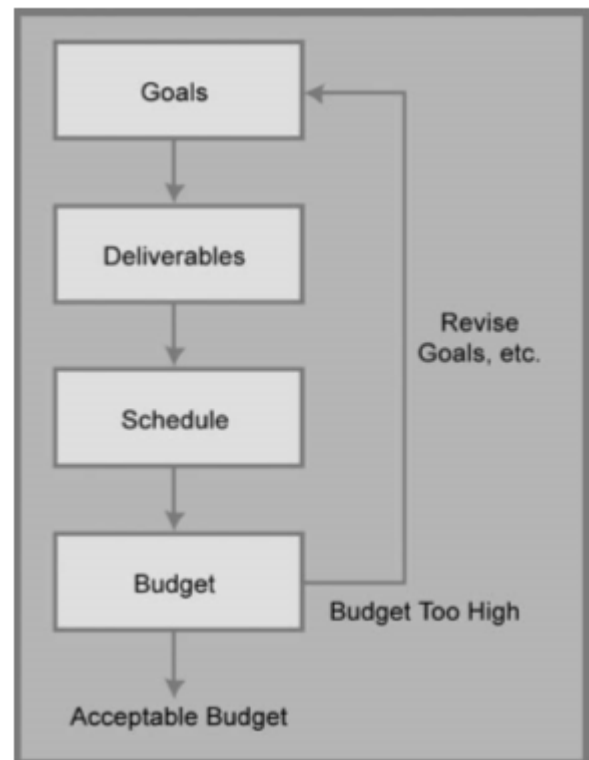 Goals
Deliverables
Revise
Goals, etc.
Schedule
Budget
Budget Too High
Acceptable Budget